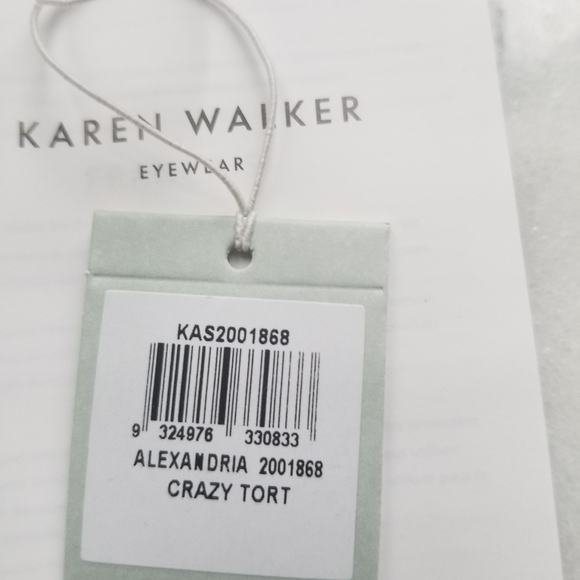 KAREN WALKER
EYEWEAR
KAS2001868
9 324976 330833
ALEXANDRIA 2001868
CRAZY TORT